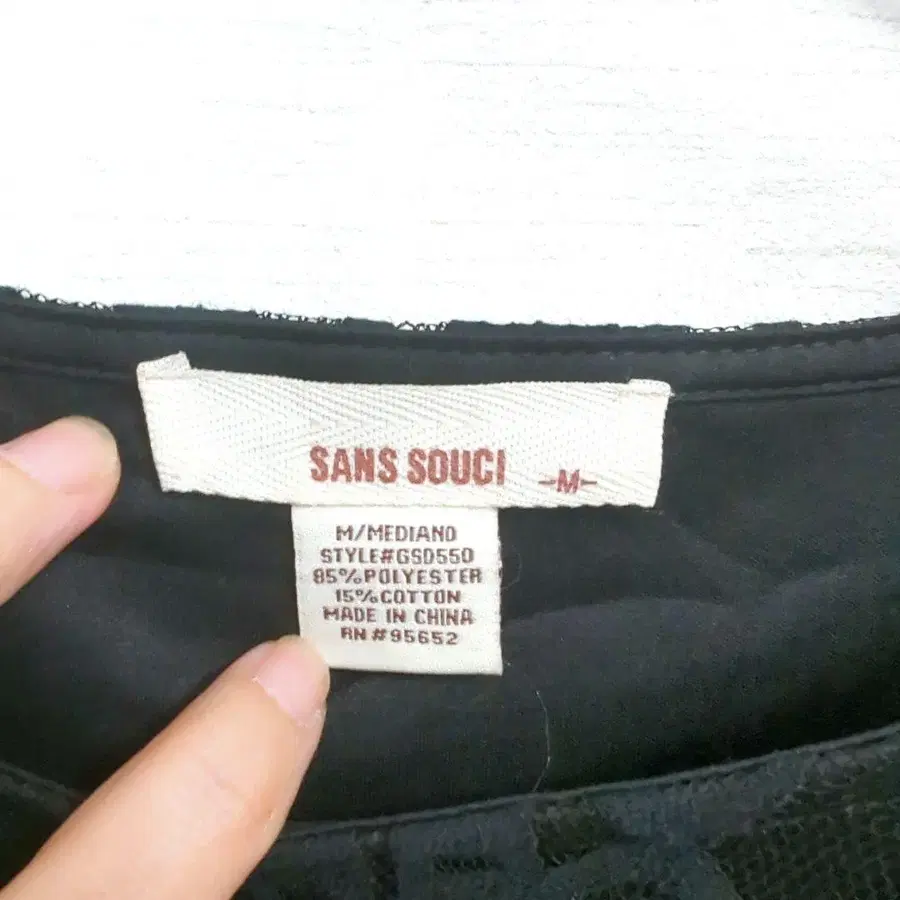 SANS SOUCI -M-
M/MEDIANO
STYLE#GSD550
85%POLYESTER
15%COTTON
MADE IN CHINA
RN#95652